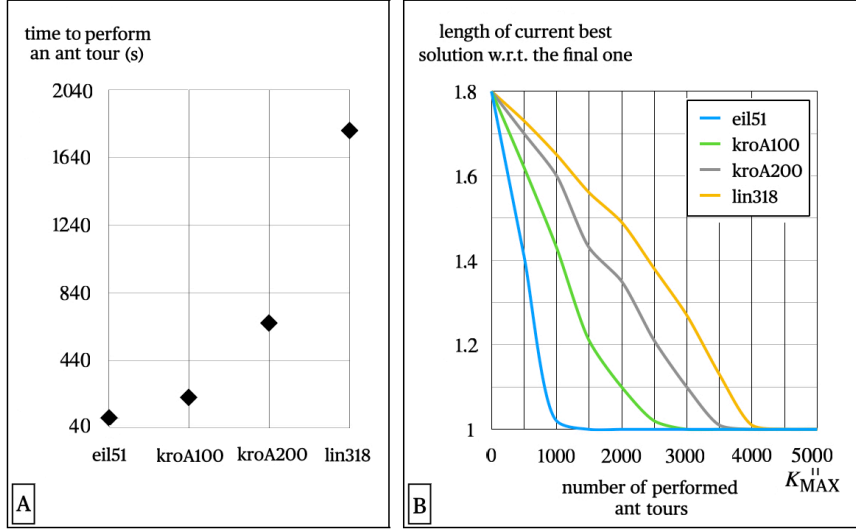 time to perform
an ant tour (s)
2040
1640
1240
840
440
40
eil51
kroA100
kroA200
lin318
A
length of current best
solution w.r.t. the final one
1.8
1.6
1.4
1.2
1
eil51
kroA100
kroA200
lin318
0
1000
2000
3000
4000
5000
=
K MAX
number of performed
ant tours
B